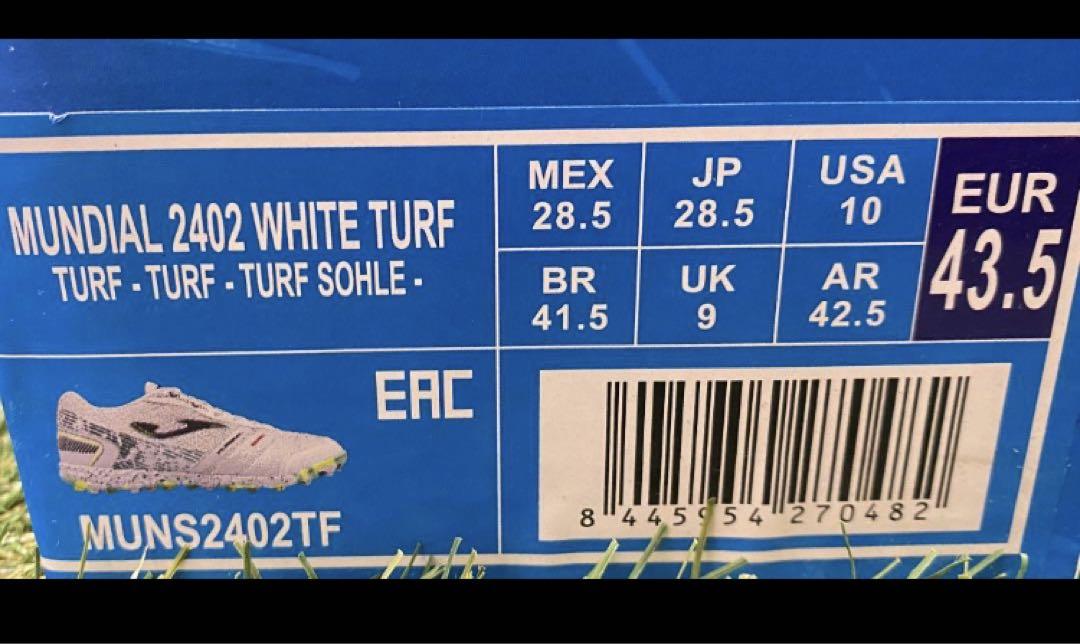 MUNDIAL 2402 WHITE TURF
TURF - TURF - TURF SOHLE -
MEX
28.5
JP
28.5
USA
10
BR
41.5
UK
9
AR
42.5
EUR
43.5
EAC
MUNS2402TF
8 445954 270482